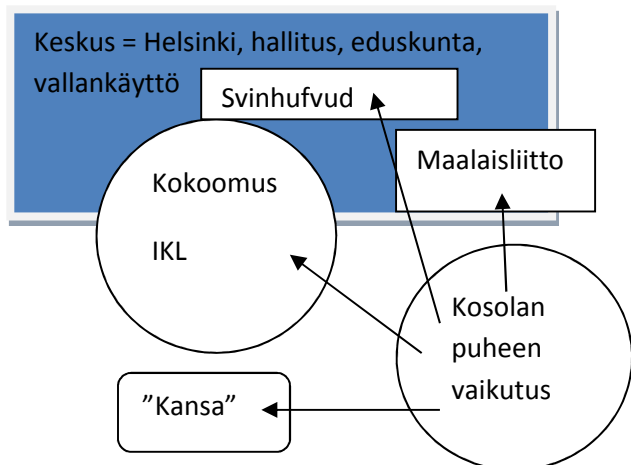 Keskus = Helsinki, hallitus, eduskunta,
vallankäyttö
Svinhufvud
Maalaisliitto
Kokoomus
IKL
Kosolan
puheen
vaikutus
”Kansa”